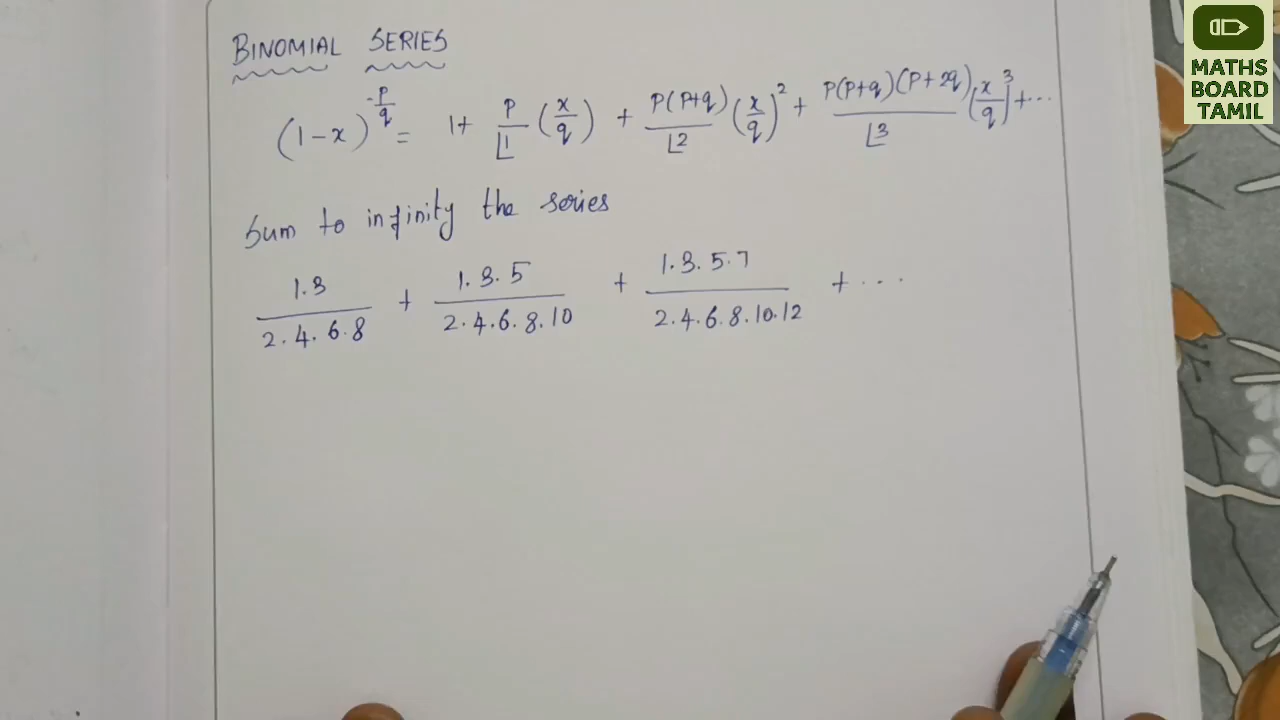 BINOMIAL SERIES
(1-x)^{-p/q} = 1 + p/∟1 (x/q) + p(p+q)/∟2 (x/q)^2 + p(p+q)(p+2q)/∟3 (x/q)^3 + ...
Sum to infinity the series
1.3/2.4.6.8 + 1.3.5/2.4.6.8.10 + 1.3.5.7/2.4.6.8.10.12 + ...
MATHS
BOARD
TAMIL